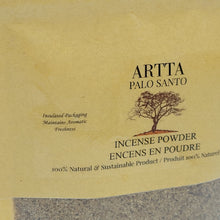 ARTTA
PALO SANTO
Insulated Packaging
Maintains Aromatic
Freshness
INCENSE POWDER
ENCENS EN POUDRE
100% Natural & Sustainable Product / Produit 100% Natural